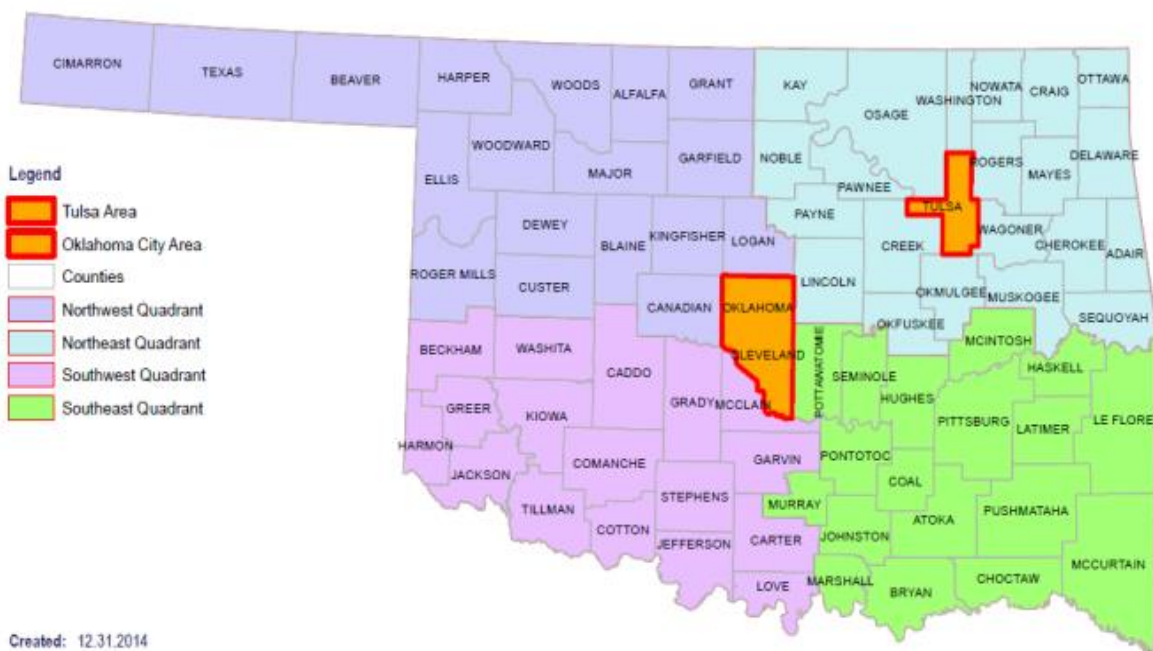 CIMARRON
TEXAS
BEAVER
HARPER
WOODS
ALFALFA
GRANT
KAY
OSAGE
WASHINGTON
NOWATA
CRAIG
OTTAWA
WOODWARD
ELLIS
MAJOR
GARFIELD
NOBLE
PAWNEE
ROGERS
MAYES
DELAWARE
Legend
Tulsa Area
Oklahoma City Area
Counties
Northwest Quadrant
Northeast Quadrant
Southwest Quadrant
Southeast Quadrant
DEWEY
BLAINE
KINGFISHER
LOGAN
PAYNE
TULSA
CREEK
WAGONER
CHEROKEE
ADAIR
ROGER MILLS
CUSTER
CANADIAN
OKLAHOMA
LINCOLN
OKMULGEE
MUSKOGEE
SEQUOYAH
OKFUSKEE
BECKHAM
WASHITA
CADDO
CLEVELAND
POTTAWATOMIE
SEMINOLE
MCINTOSH
HASKELL
HUGHES
GREER
KIOWA
GRADY
MCCLAIN
PITTSBURG
LATIMER
LE FLORE
HARMON
JACKSON
COMANCHE
GARVIN
PONTOTOC
COAL
TILLMAN
STEPHENS
MURRAY
ATOKA
PUSHMATAHA
COTTON
JEFFERSON
CARTER
JOHNSTON
MCCURTAIN
LOVE
MARSHALL
BRYAN
CHOCTAW
Created: 12.31.2014